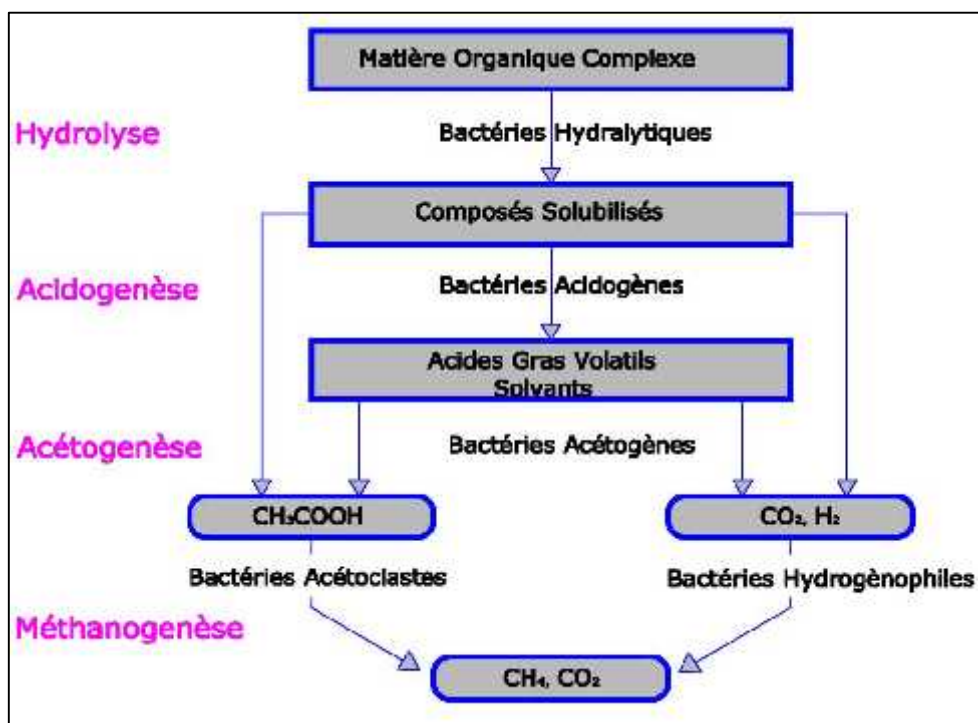 Matière Organique Complexe
Hydrolyse
Bactéries Hydralytiques
Composés Solubilisés
Acidogenèse
Bactéries Acidogènes
Acides Gras Volatils
Solvants
Acétogenèse
Bactéries Acétogènes
CH₃COOH
CO₂, H₂
Bactéries Acétoclastes
Bactéries Hydrogènophiles
Méthanogenèse
CH₄, CO₂